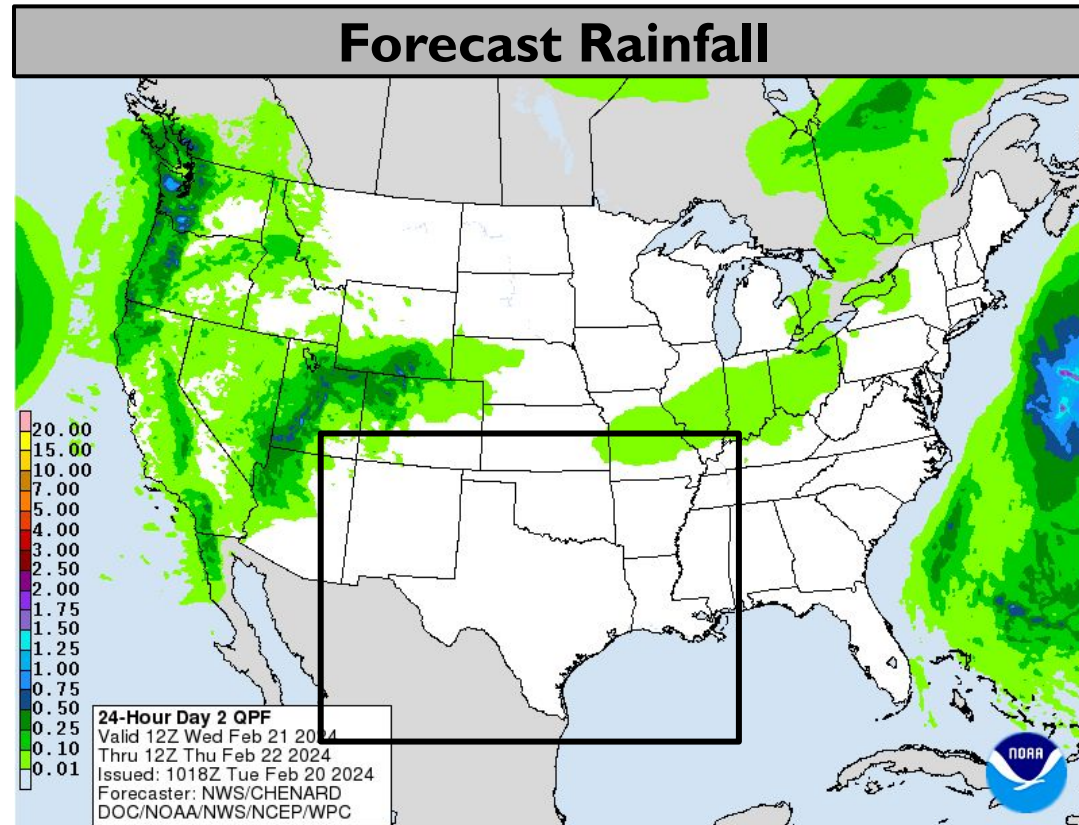 Forecast Rainfall
20.00
15.00
10.00
7.00
5.00
4.00
3.00
2.50
2.00
1.75
1.50
1.25
1.00
0.75
0.50
0.25
0.10
0.01
24-Hour Day 2 QPF
Valid 12Z Wed Feb 21 2024
Thru 12Z Thu Feb 22 2024
Issued: 1018Z Tue Feb 20 2024
Forecaster: NWS/CHENARD
DOC/NOAA/NWS/NCEP/WPC
NOAA